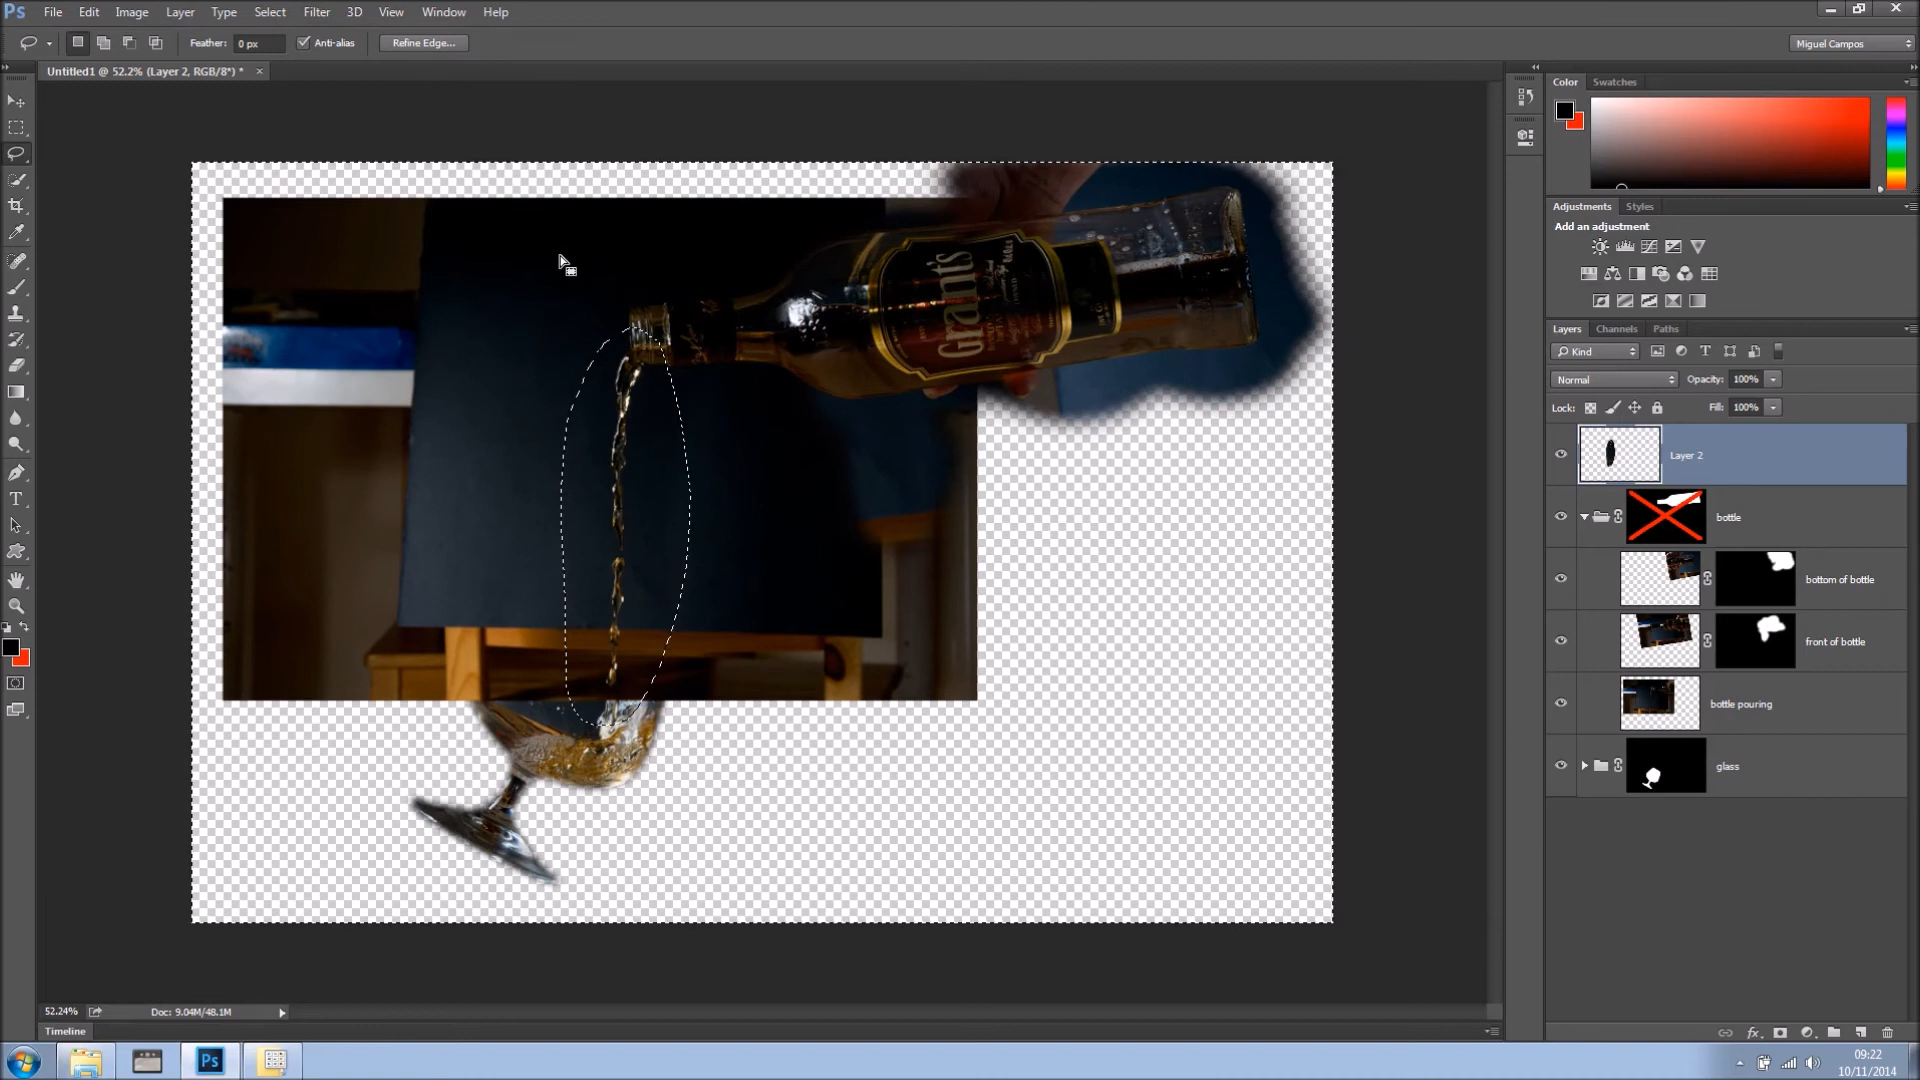 Ps File Edit Image Layer Type Select Filter 3D View Window Help
Feather: 0 px Anti-alias Refine Edge... Miguel Campos
Untitled1 @ 52.2% (Layer 2, RGB/8*) * ×
Color Swatches
Adjustments Styles
Add an adjustment
Layers Channels Paths
Kind
Normal Opacity: 100%
Lock: Fill: 100%
Layer 2
bottle
bottom of bottle
front of bottle
bottle pouring
glass
Grant's
52.24% Doc: 9.04M/48.1M
Timeline
Ps
09:22
10/11/2014